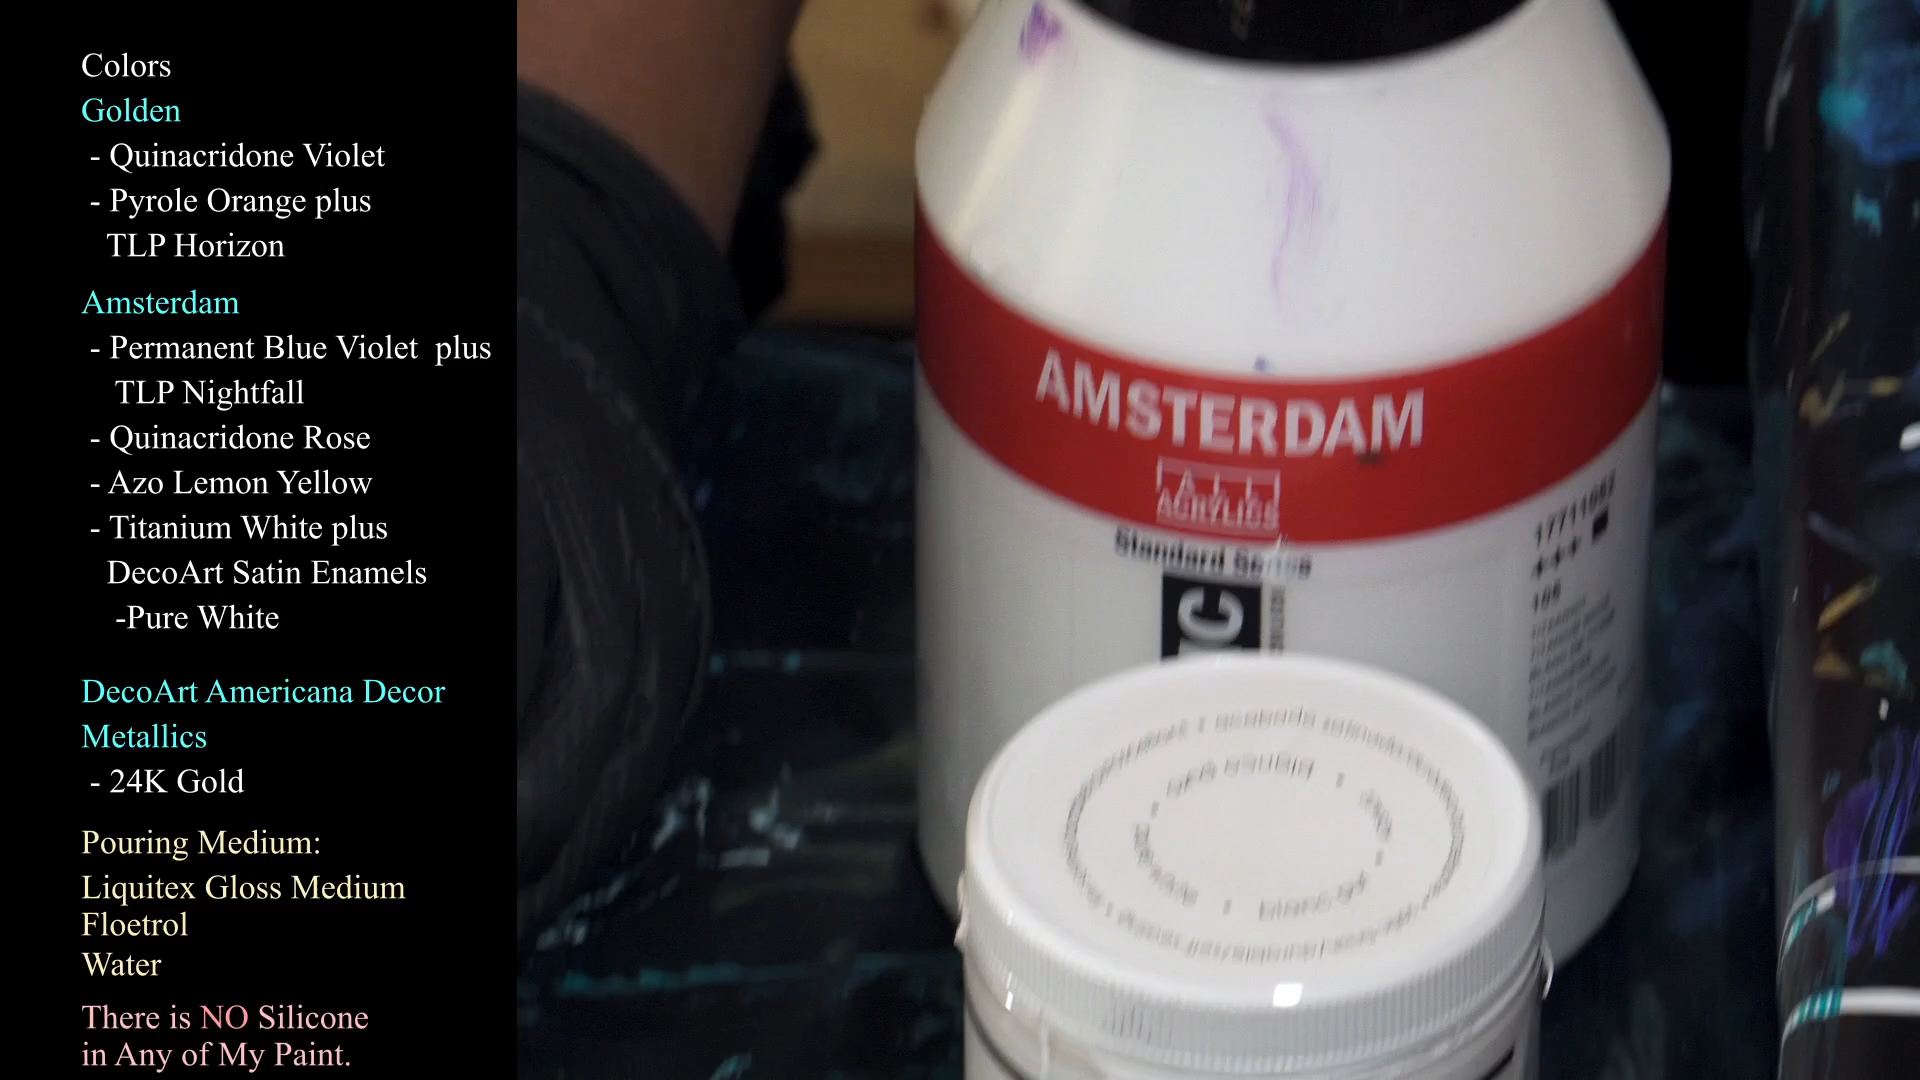 Colors
Golden
- Quinacridone Violet
- Pyrole Orange plus
TLP Horizon
Amsterdam
- Permanent Blue Violet plus
TLP Nightfall
- Quinacridone Rose
- Azo Lemon Yellow
- Titanium White plus
DecoArt Satin Enamels
-Pure White
DecoArt Americana Decor
Metallics
- 24K Gold
Pouring Medium:
Liquitex Gloss Medium
Floetrol
Water
There is NO Silicone
in Any of My Paint.
AMSTERDAM
ACRYLICS
Standard Series